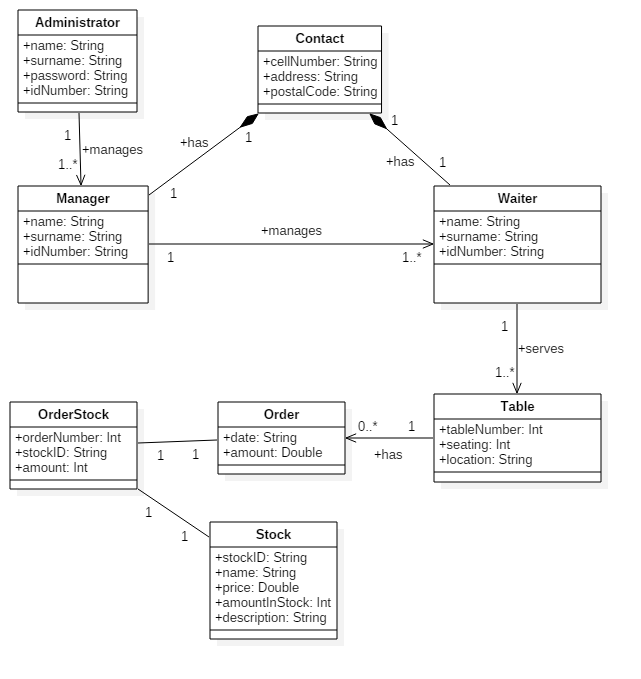 Administrator
+name: String
+surname: String
+password: String
+idNumber: String
Contact
+cellNumber: String
+address: String
+postalCode: String
1
+manages
1..*
+has
1
1
1
+has
1
Manager
+name: String
+surname: String
+idNumber: String
+manages
1
1..*
Waiter
+name: String
+surname: String
+idNumber: String
1
+serves
1..*
OrderStock
+orderNumber: Int
+stockID: String
+amount: Int
1
1
Order
+date: String
+amount: Double
0..*
1
+has
Table
+tableNumber: Int
+seating: Int
+location: String
1
1
Stock
+stockID: String
+name: String
+price: Double
+amountInStock: Int
+description: String